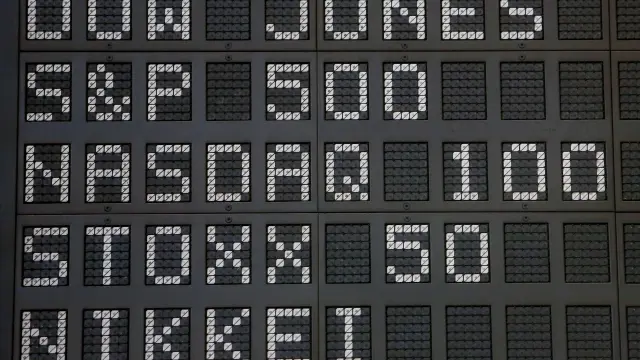 DOW JONES
S&P 500
NASDAQ 100
STOXX 50
NIKKEI